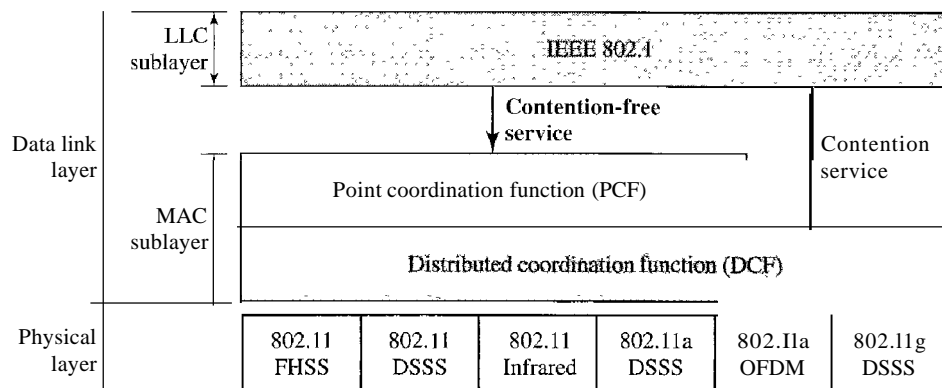 LLC
sublayer
IEEE 802.1
Contention-free
service
Data link
layer
Contention
service
Point coordination function (PCF)
MAC
sublayer
Distributed coordination function (DCF)
Physical
layer
802.11
FHSS
802.11
DSSS
802.11
Infrared
802.11a
DSSS
802.IIa
OFDM
802.11g
DSSS